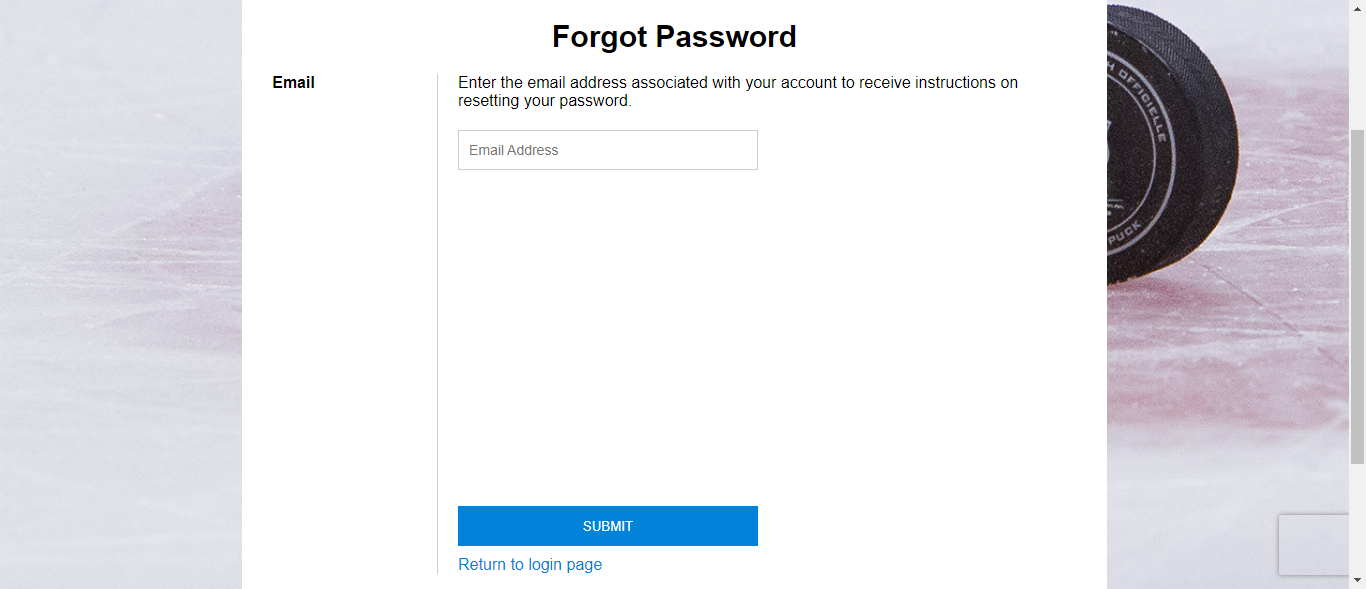 Forgot Password
Email
Enter the email address associated with your account to receive instructions on
resetting your password.
Email Address
SUBMIT
Return to login page
OFFICIELLE
PUCK